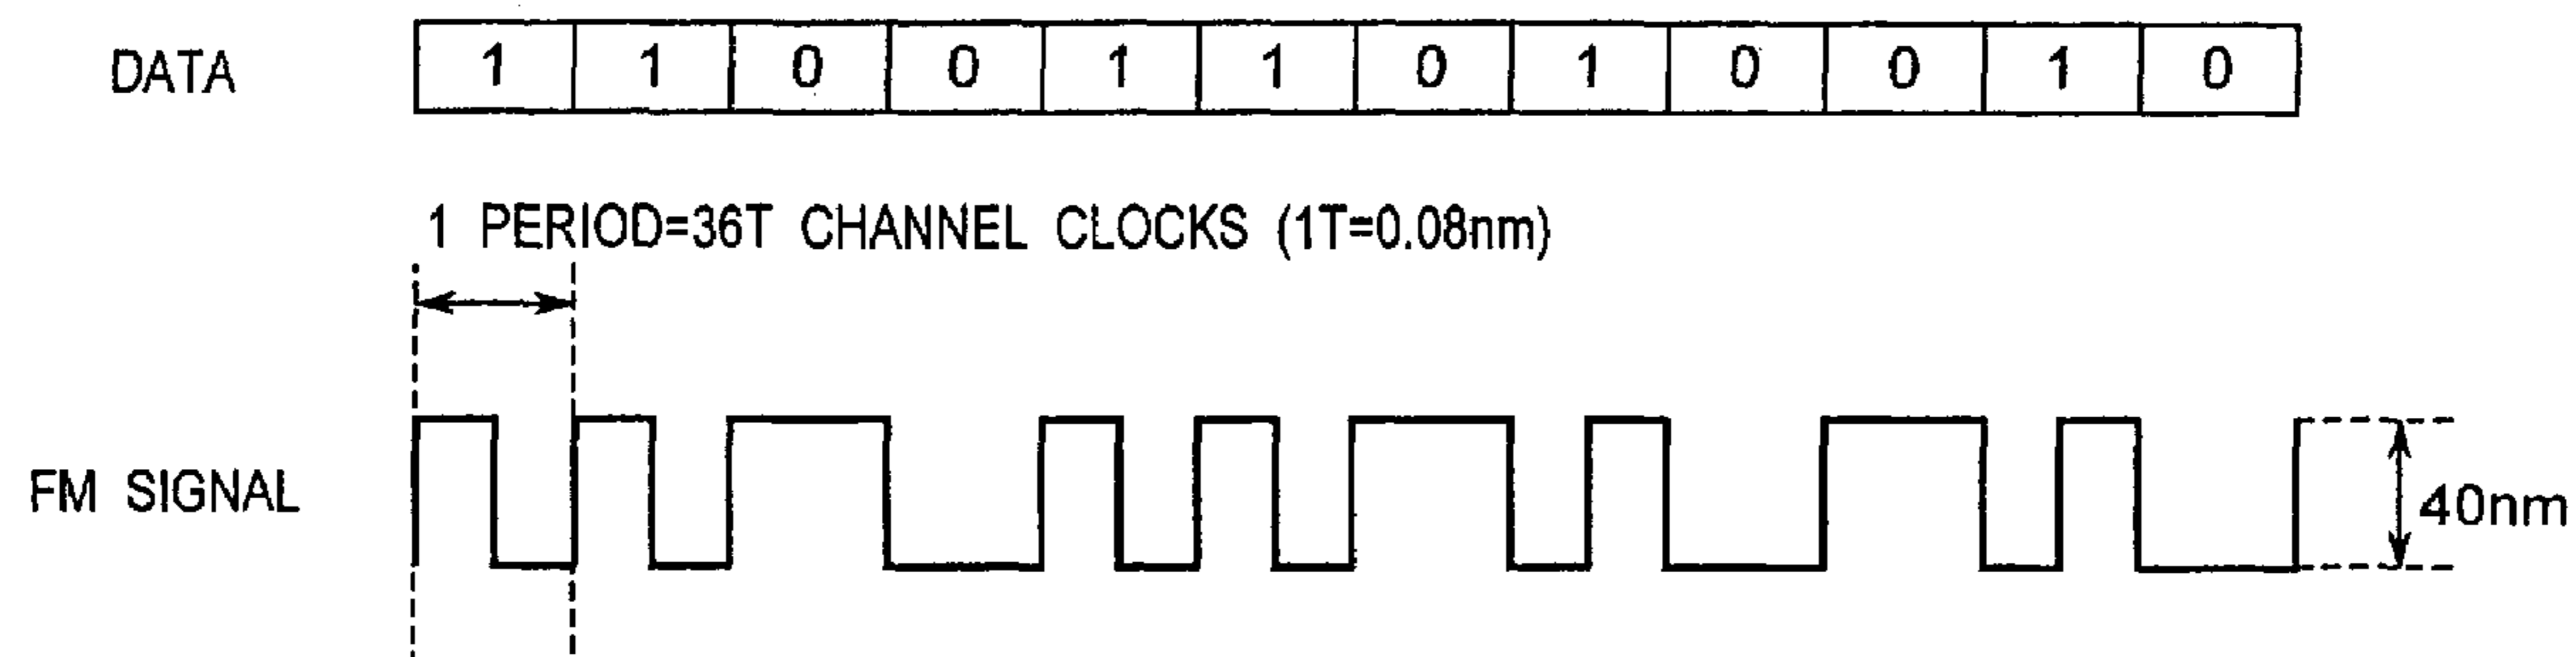 DATA 1 1 0 0 1 1 0 1 0 0 1 0
1 PERIOD=36T CHANNEL CLOCKS (1T=0.08nm)
FM SIGNAL
40nm